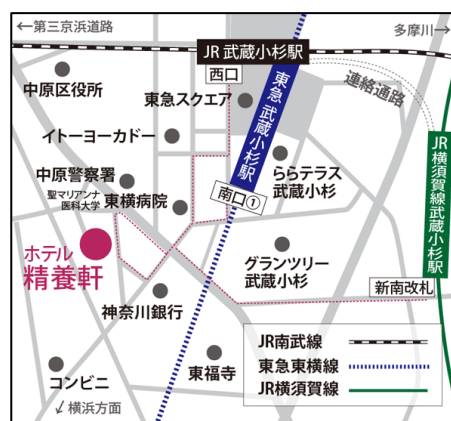 ←第三京浜道路
多摩川→
JR 武蔵小杉駅
西口
中原区役所
東急スクエア
連絡通路
東急 武蔵小杉駅
イトーヨーカドー
JR横須賀線武蔵小杉駅
中原警察署
ららテラス
武蔵小杉
聖マリアンナ
医科大学
東横病院
南口①
ホテル
精養軒
グランツリー
武蔵小杉
新南改札
神奈川銀行
JR南武線
東急東横線
JR横須賀線
東福寺
コンビニ
↙横浜方面